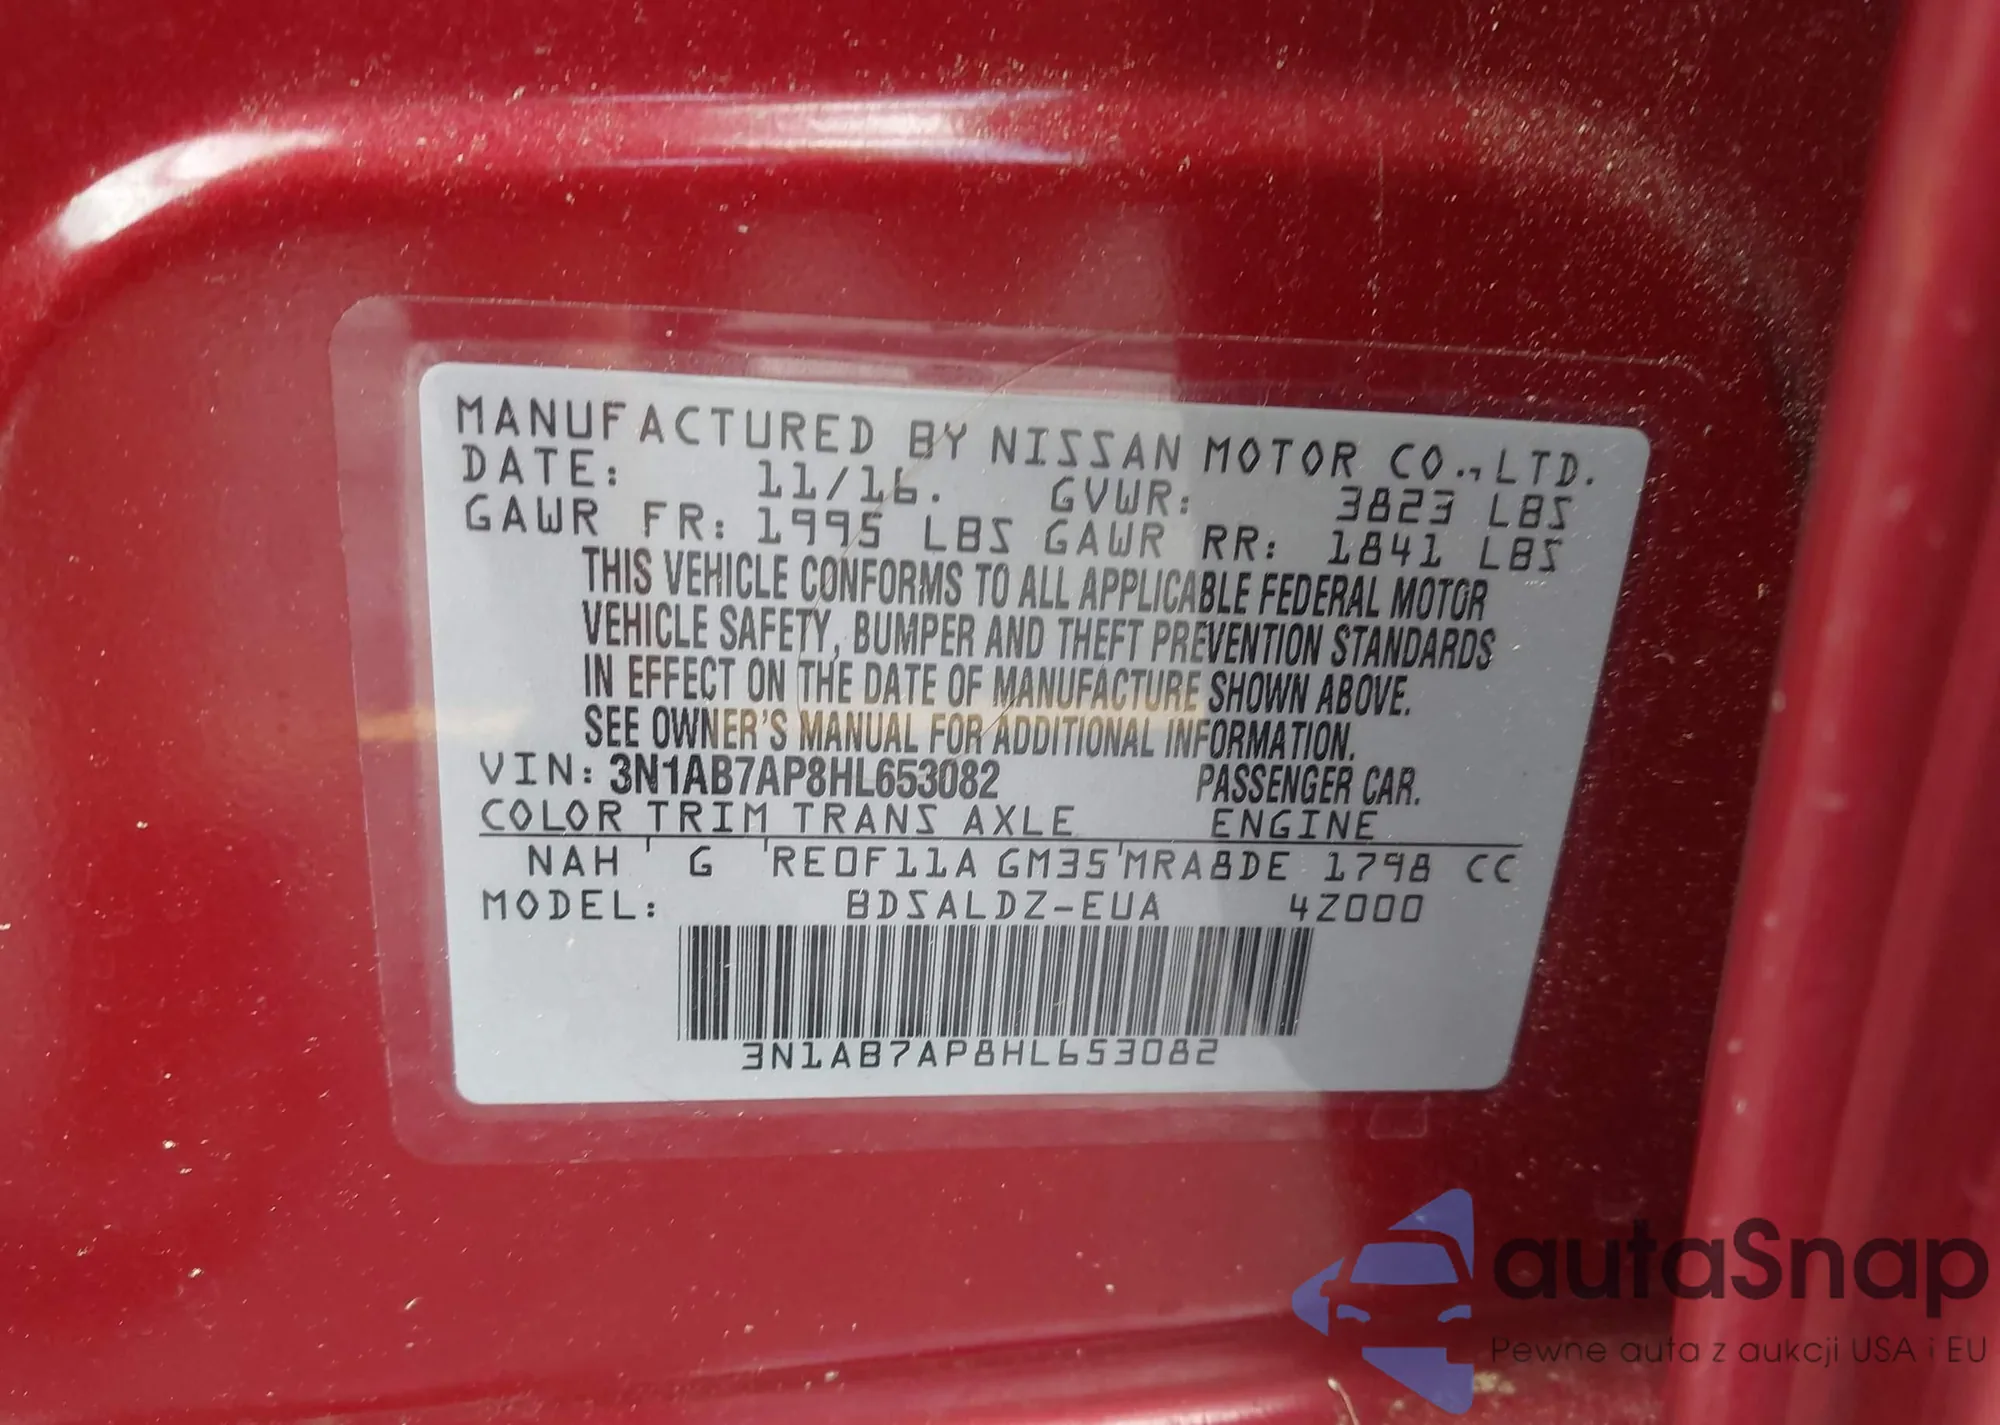 MANUFACTURED BY NISSAN MOTOR CO., LTD.
DATE: 11/16. GVWR: 3823 LBS
GAWR FR: 1995 LBS GAWR RR: 1841 LBS
THIS VEHICLE CONFORMS TO ALL APPLICABLE FEDERAL MOTOR
VEHICLE SAFETY, BUMPER AND THEFT PREVENTION STANDARDS
IN EFFECT ON THE DATE OF MANUFACTURE SHOWN ABOVE.
SEE OWNER'S MANUAL FOR ADDITIONAL INFORMATION.
VIN: 3N1AB7AP8HL653082 PASSENGER CAR.
COLOR TRIM TRANS AXLE ENGINE
NAH G RE0F11A GM35 MRA8DE 1798 CC
MODEL: BDSALDZ-EUA 4Z000
3N1AB7AP8HL653082
autaSnap
Pewne auta z aukcji USA i EU